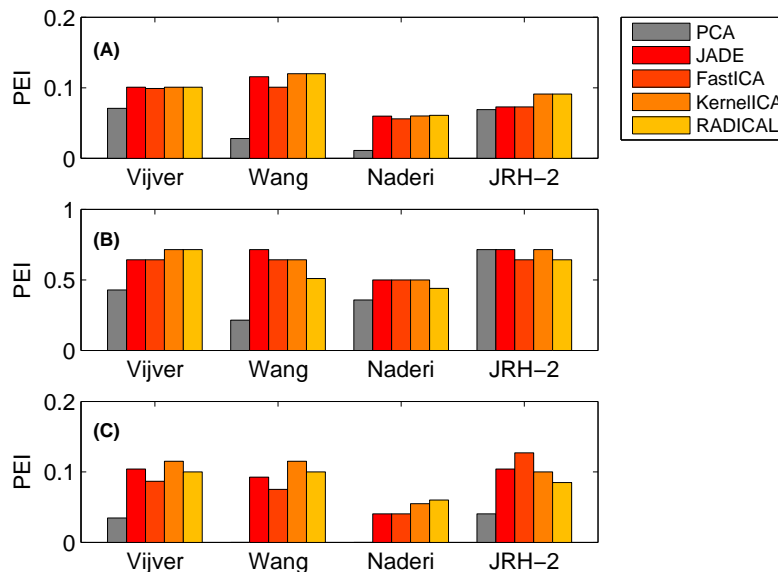 0.2
(A)
PEI
0.1
0
Vijver Wang Naderi JRH−2
PCA
JADE
FastICA
KernelICA
RADICAL
1
(B)
PEI
0.5
0
Vijver Wang Naderi JRH−2
0.2
(C)
PEI
0.1
0
Vijver Wang Naderi JRH−2